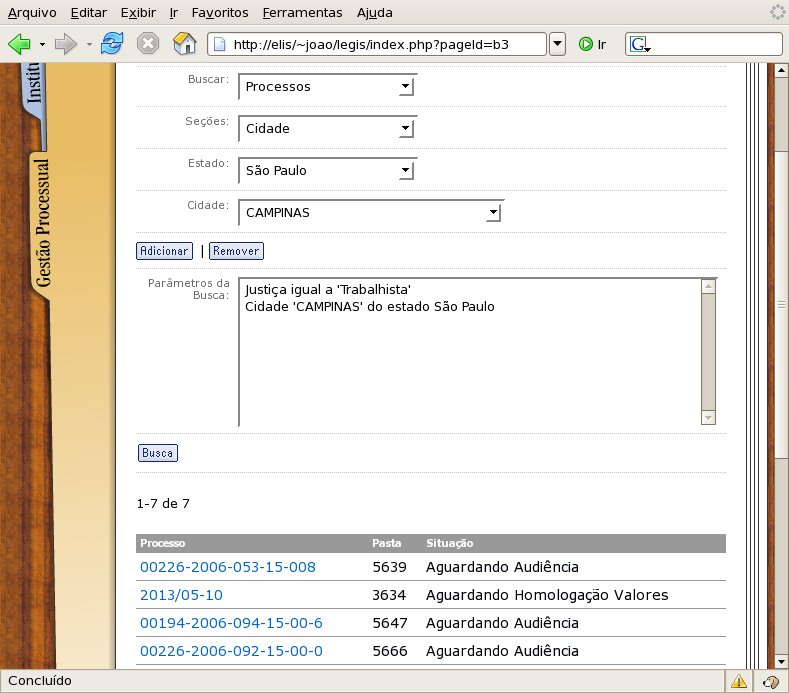 Arquivo Editar Exibir Ir Favoritos Ferramentas Ajuda
http://elis/~joao/legis/index.php?pageId=b3 Ir G
Gestão Processual
Buscar: Processos
Seções: Cidade
Estado: São Paulo
Cidade: CAMPINAS
Adicionar | Remover
Parâmetros da
Busca:
Justiça igual a 'Trabalhista'
Cidade 'CAMPINAS' do estado São Paulo
Busca
1-7 de 7
Processo Pasta Situação
00226-2006-053-15-008 5639 Aguardando Audiência
2013/05-10 3634 Aguardando Homologação Valores
00194-2006-094-15-00-6 5647 Aguardando Audiência
00226-2006-092-15-00-0 5666 Aguardando Audiência
Concluído